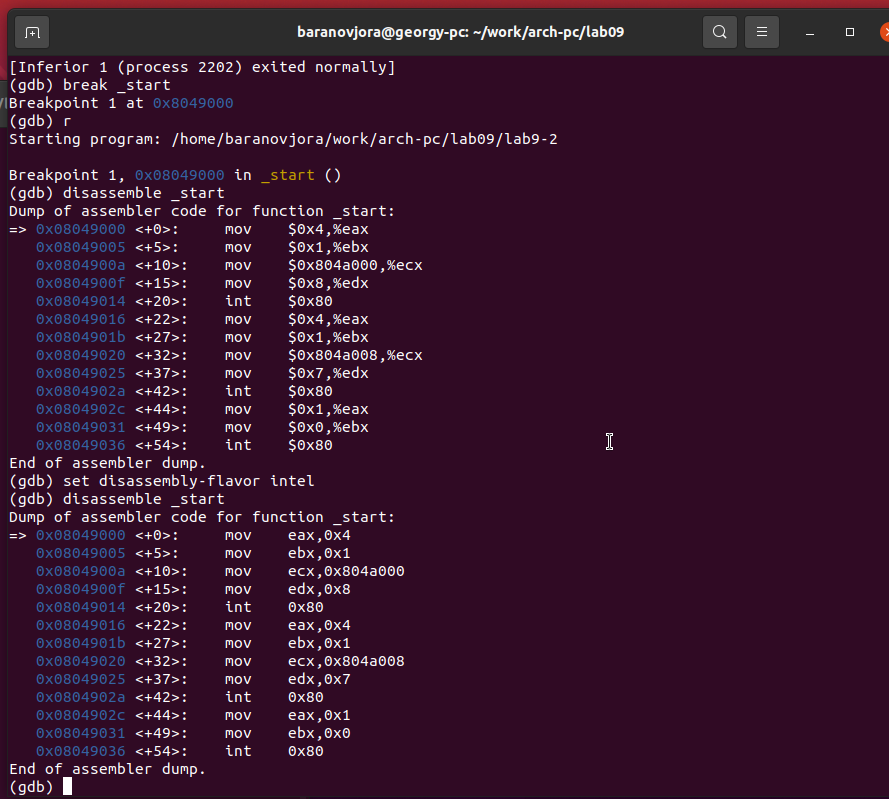 baranovjora@georgy-pc: ~/work/arch-pc/lab09
[Inferior 1 (process 2202) exited normally]
(gdb) break _start
Breakpoint 1 at 0x8049000
(gdb) r
Starting program: /home/baranovjora/work/arch-pc/lab09/lab9-2
Breakpoint 1, 0x08049000 in _start ()
(gdb) disassemble _start
Dump of assembler code for function _start:
=> 0x08049000 <+0>:     mov    $0x4,%eax
   0x08049005 <+5>:     mov    $0x1,%ebx
   0x0804900a <+10>:    mov    $0x804a000,%ecx
   0x0804900f <+15>:    mov    $0x8,%edx
   0x08049014 <+20>:    int    $0x80
   0x08049016 <+22>:    mov    $0x4,%eax
   0x0804901b <+27>:    mov    $0x1,%ebx
   0x08049020 <+32>:    mov    $0x804a008,%ecx
   0x08049025 <+37>:    mov    $0x7,%edx
   0x0804902a <+42>:    int    $0x80
   0x0804902c <+44>:    mov    $0x1,%eax
   0x08049031 <+49>:    mov    $0x0,%ebx
   0x08049036 <+54>:    int    $0x80
End of assembler dump.
(gdb) set disassembly-flavor intel
(gdb) disassemble _start
Dump of assembler code for function _start:
=> 0x08049000 <+0>:     mov    eax,0x4
   0x08049005 <+5>:     mov    ebx,0x1
   0x0804900a <+10>:    mov    ecx,0x804a000
   0x0804900f <+15>:    mov    edx,0x8
   0x08049014 <+20>:    int    0x80
   0x08049016 <+22>:    mov    eax,0x4
   0x0804901b <+27>:    mov    ebx,0x1
   0x08049020 <+32>:    mov    ecx,0x804a008
   0x08049025 <+37>:    mov    edx,0x7
   0x0804902a <+42>:    int    0x80
   0x0804902c <+44>:    mov    eax,0x1
   0x08049031 <+49>:    mov    ebx,0x0
   0x08049036 <+54>:    int    0x80
End of assembler dump.
(gdb)